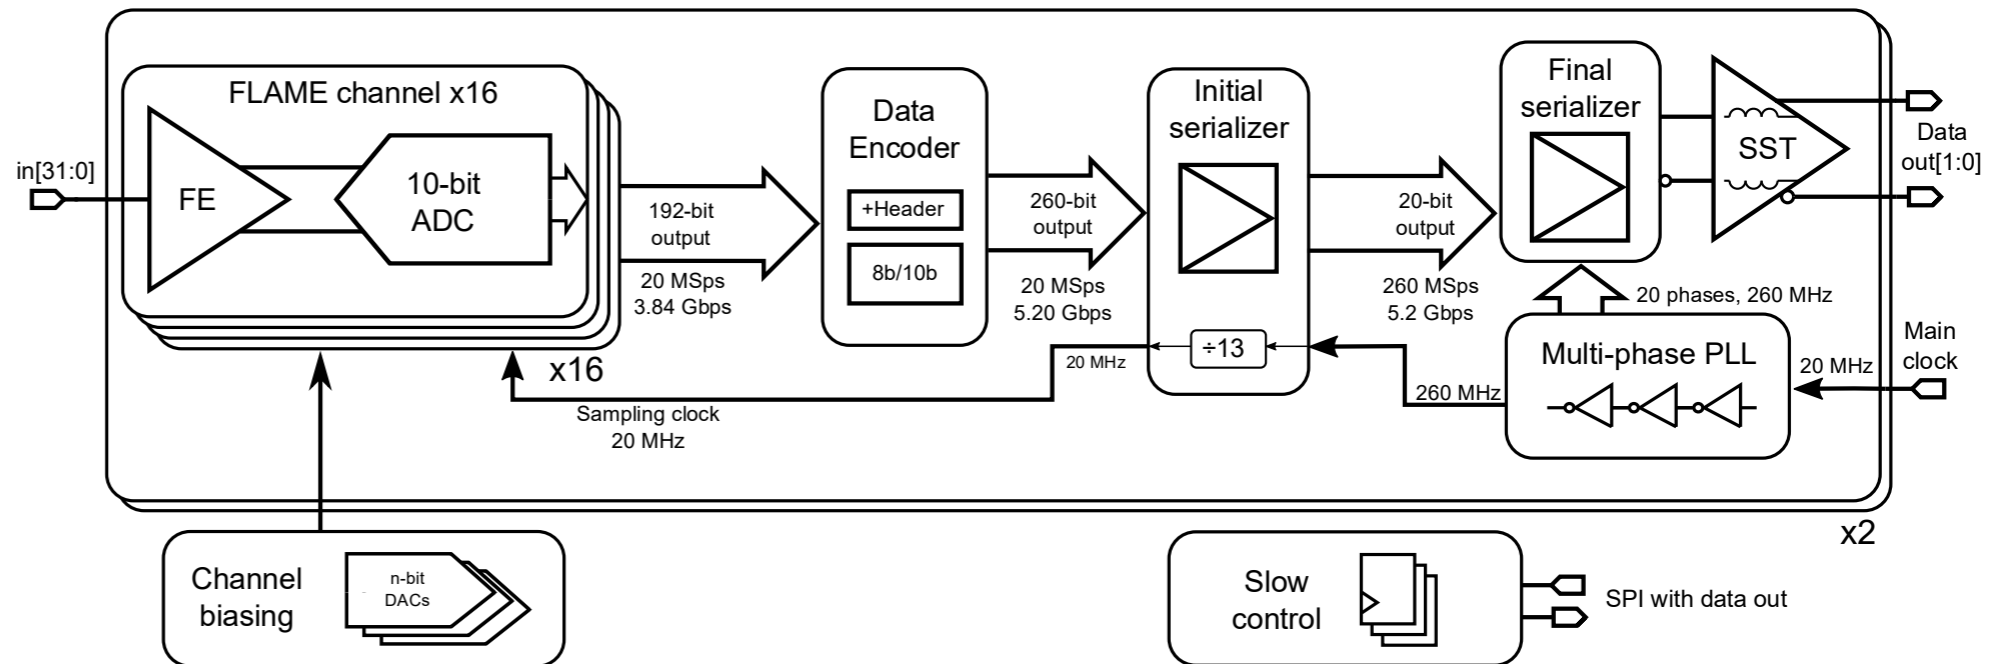 FLAME channel x16
in[31:0]
FE
10-bit
ADC
x16
192-bit
output
20 MSps
3.84 Gbps
Data
Encoder
+Header
8b/10b
260-bit
output
20 MSps
5.20 Gbps
Initial
serializer
÷13
20-bit
output
260 MSps
5.2 Gbps
Final
serializer
SST
Data
out[1:0]
20 phases, 260 MHz
Multi-phase PLL
Main
clock
20 MHz
260 MHz
20 MHz
Sampling clock
20 MHz
x2
Channel
biasing
n-bit
DACs
Slow
control
SPI with data out